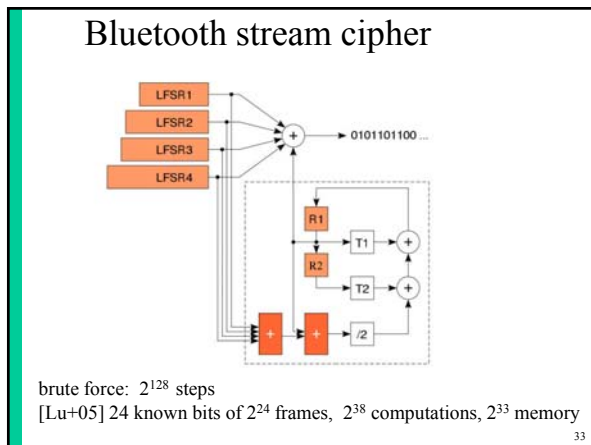 Bluetooth stream cipher
LFSR1
LFSR2
LFSR3
LFSR4
+
0101101100 ...
R1
T1
+
R2
T2
+
+
+
/2
brute force: 2¹²⁸ steps
[Lu+05] 24 known bits of 2²⁴ frames, 2³⁸ computations, 2³³ memory
33